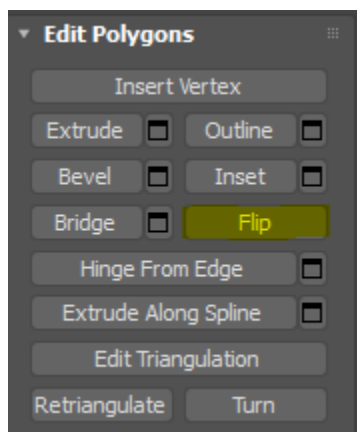 Edit Polygons
Insert Vertex
Extrude Outline
Bevel Inset
Bridge Flip
Hinge From Edge
Extrude Along Spline
Edit Triangulation
Retriangulate Turn